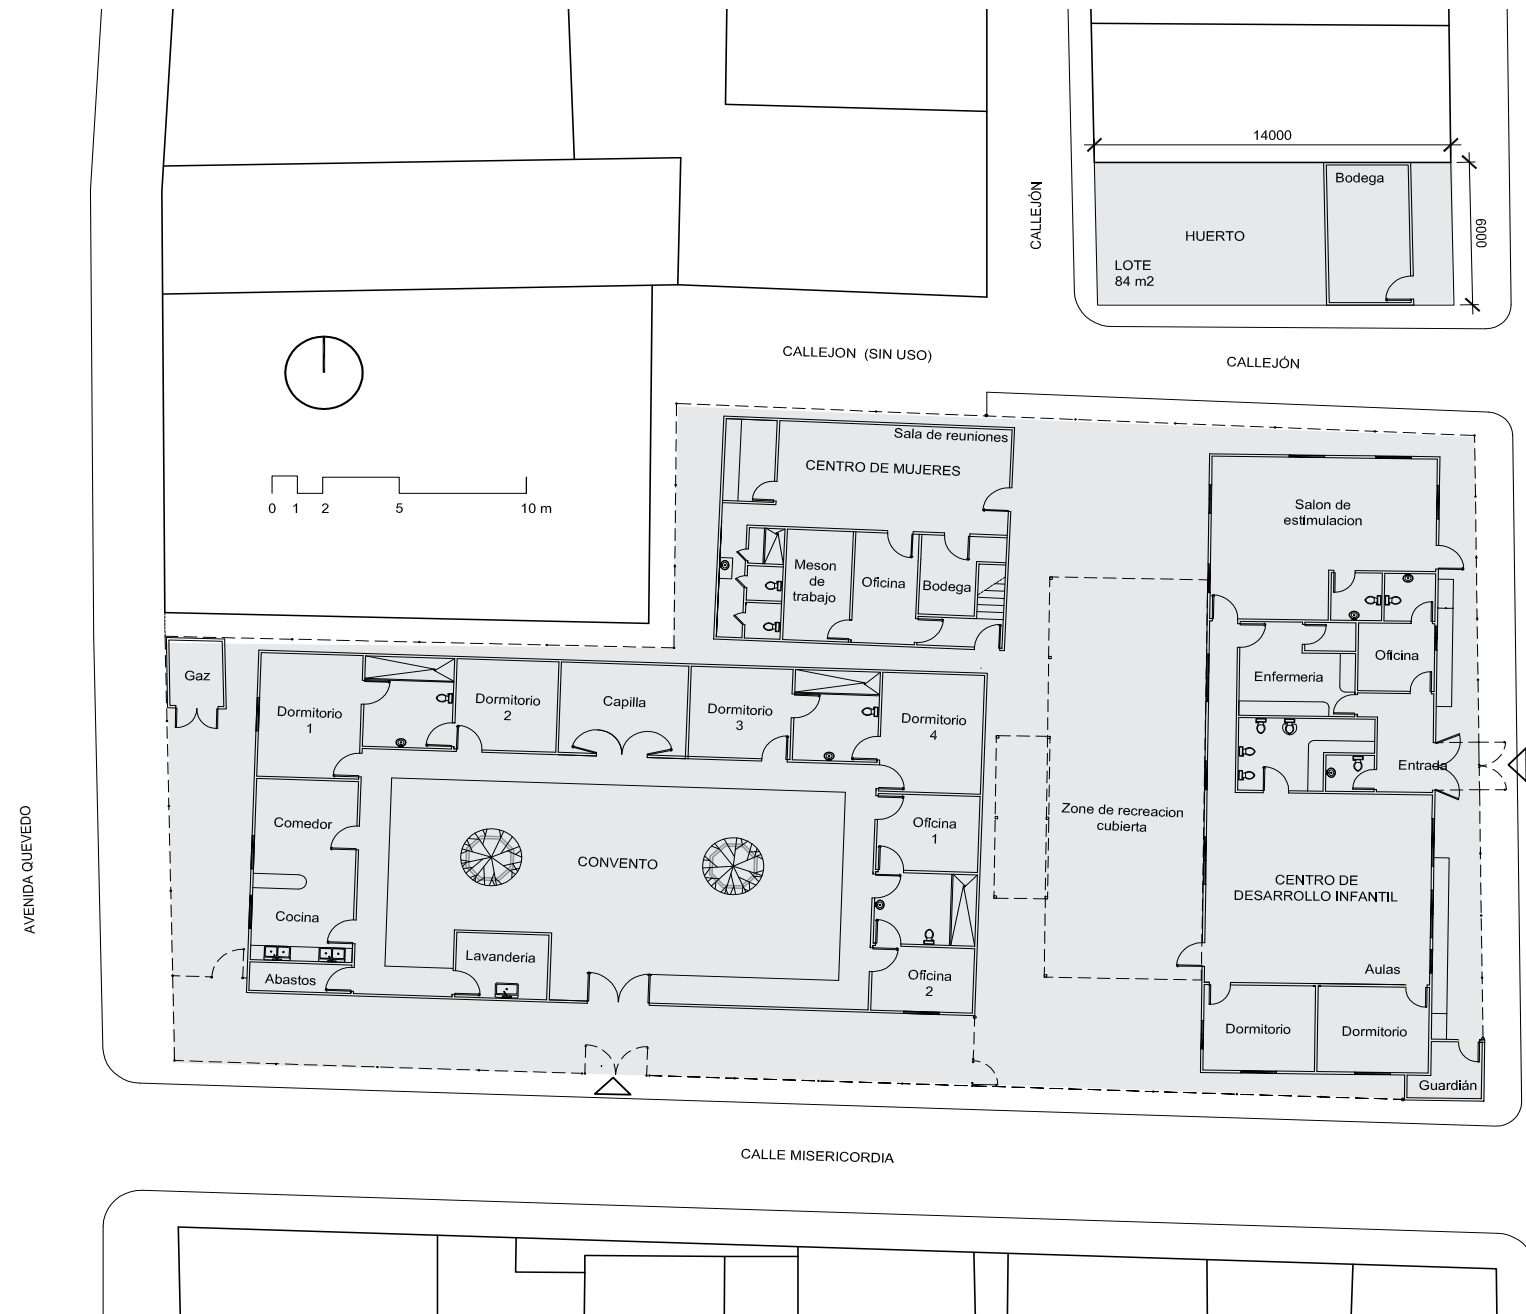 14000
Bodega
6000
CALLEJÓN
HUERTO
LOTE
84 m2
CALLEJON (SIN USO)
CALLEJÓN
Sala de reuniones
CENTRO DE MUJERES
0 1 2 5 10 m
Salon de
estimulacion
Meson
de
trabajo
Oficina
Bodega
Gaz
Dormitorio
1
Dormitorio
2
Capilla
Dormitorio
3
Dormitorio
4
Enfermeria
Oficina
Entrada
Comedor
Oficina
1
Zone de recreacion
cubierta
CONVENTO
AVENIDA QUEVEDO
CENTRO DE
DESARROLLO INFANTIL
Cocina
Lavanderia
Abastos
Oficina
2
Aulas
Dormitorio
Dormitorio
Guardián
CALLE MISERICORDIA